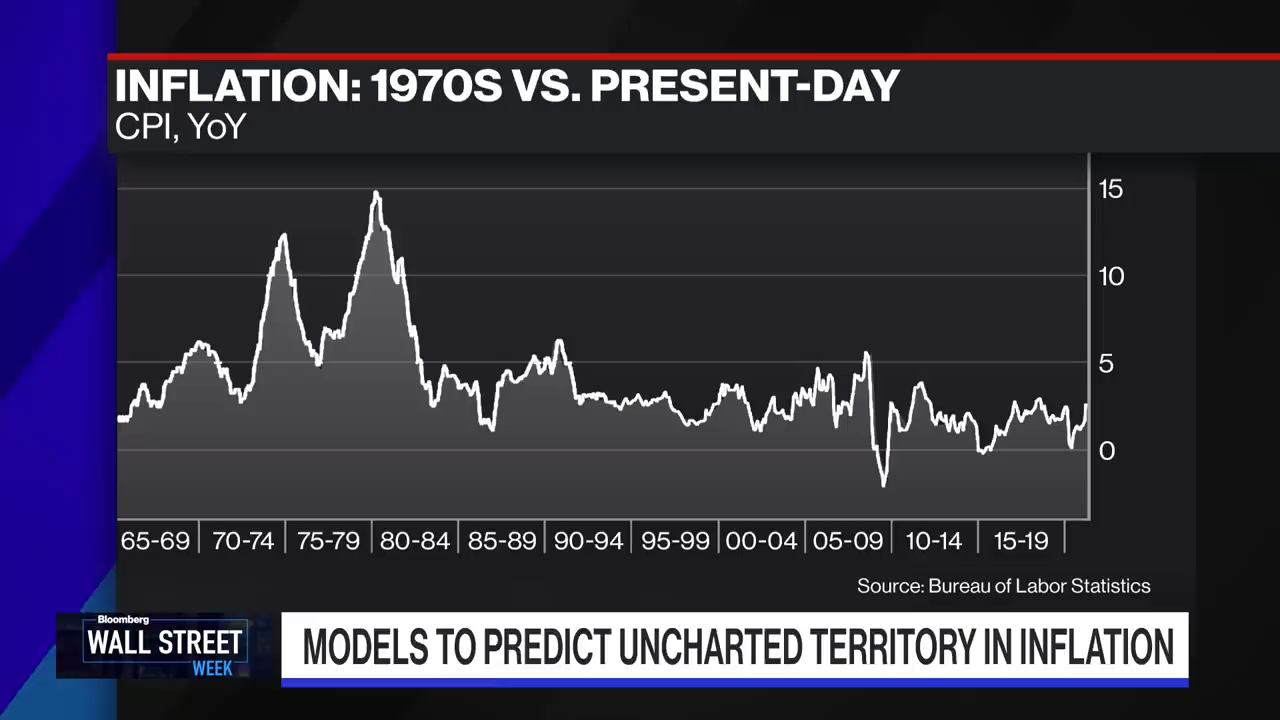 INFLATION: 1970S VS. PRESENT-DAY
CPI, YoY
15
10
5
0
65-69 70-74 75-79 80-84 85-89 90-94 95-99 00-04 05-09 10-14 15-19
Source: Bureau of Labor Statistics
Bloomberg
WALL STREET
WEEK
MODELS TO PREDICT UNCHARTED TERRITORY IN INFLATION